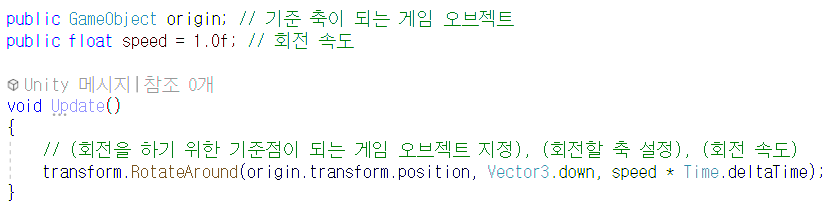 public GameObject origin; // 기준 축이 되는 게임 오브젝트
public float speed = 1.0f; // 회전 속도
Unity 메시지|참조 0개
void Update()
{
// (회전을 하기 위한 기준점이 되는 게임 오브젝트 지정), (회전할 축 설정), (회전 속도)
transform.RotateAround(origin.transform.position, Vector3.down, speed * Time.deltaTime);
}